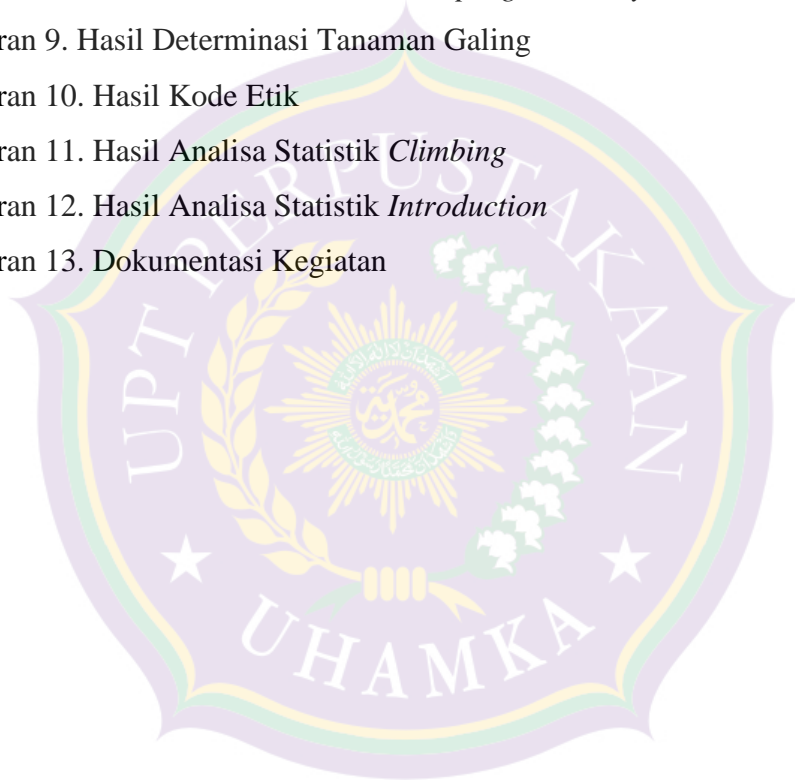 ran 9. Hasil Determinasi Tanaman Galing
ran 10. Hasil Kode Etik
ran 11. Hasil Analisa Statistik Climbing
ran 12. Hasil Analisa Statistik Introduction
ran 13. Dokumentasi Kegiatan
UPT PERPUSTAKAAN
محمدية
UHAMKA